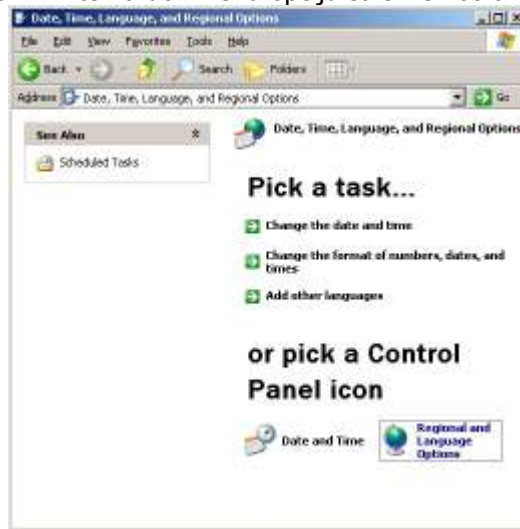 Date, Time, Language, and Regional Options
File Edit View Favorites Tools Help
Back Search Folders
Address Date, Time, Language, and Regional Options Go
See Also
Scheduled Tasks
Date, Time, Language, and Regional Options
Pick a task...
Change the date and time
Change the format of numbers, dates, and
times
Add other languages
or pick a Control
Panel icon
Date and Time
Regional and
Language
Options